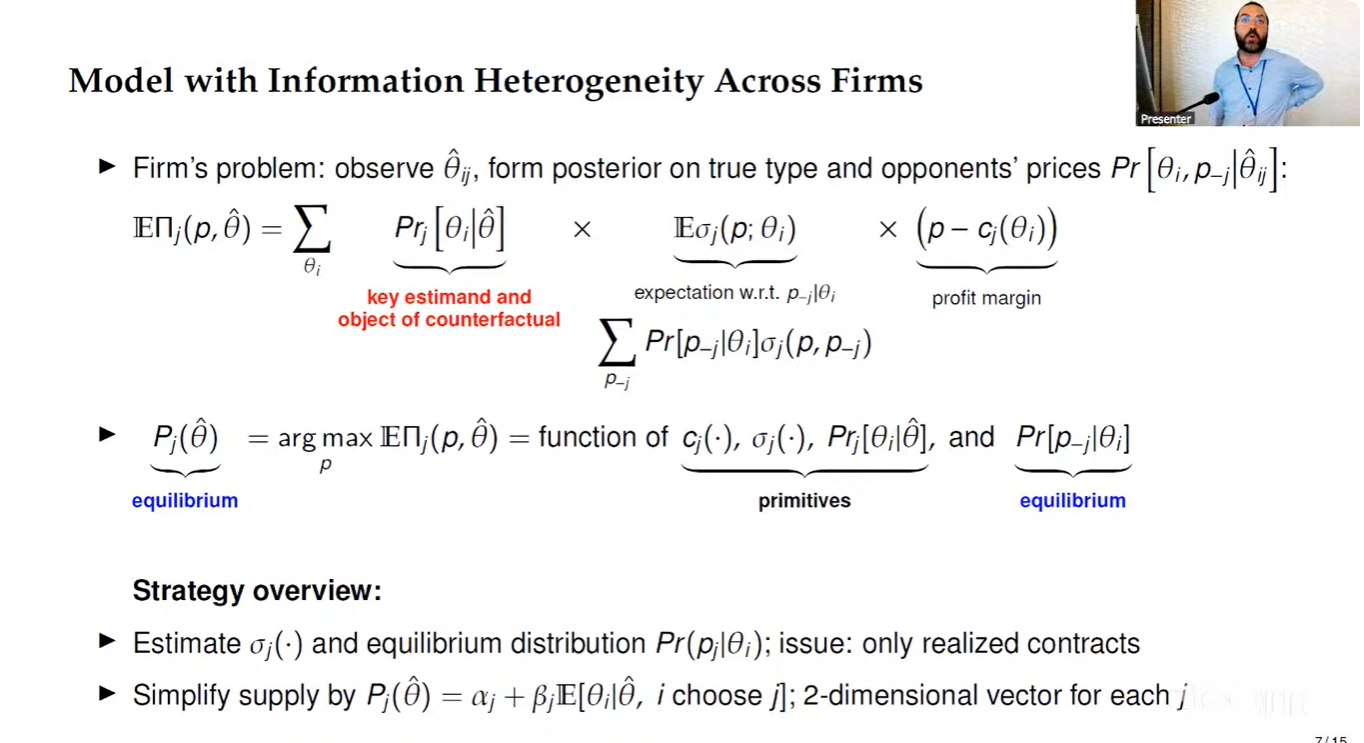 Model with Information Heterogeneity Across Firms
Presenter
► Firm's problem: observe θ̂ᵢⱼ, form posterior on true type and opponents' prices Pr[θᵢ, p₋ⱼ|θ̂ᵢⱼ]:
𝔼Πⱼ(p, θ̂) = ∑_θᵢ Prⱼ[θᵢ|θ̂] × 𝔼σⱼ(p; θᵢ) × (p − cⱼ(θᵢ))
key estimand and
object of counterfactual
expectation w.r.t. p₋ⱼ|θᵢ
profit margin
∑_p₋ⱼ Pr[p₋ⱼ|θᵢ]σⱼ(p, p₋ⱼ)
► Pⱼ(θ̂) = arg max_p 𝔼Πⱼ(p, θ̂) = function of cⱼ(·), σⱼ(·), Prⱼ[θᵢ|θ̂], and Pr[p₋ⱼ|θᵢ]
equilibrium primitives equilibrium
Strategy overview:
► Estimate σⱼ(·) and equilibrium distribution Pr(pⱼ|θᵢ); issue: only realized contracts
► Simplify supply by Pⱼ(θ̂) = αⱼ + βⱼ𝔼[θᵢ|θ̂, i choose j]; 2-dimensional vector for each j
7/15